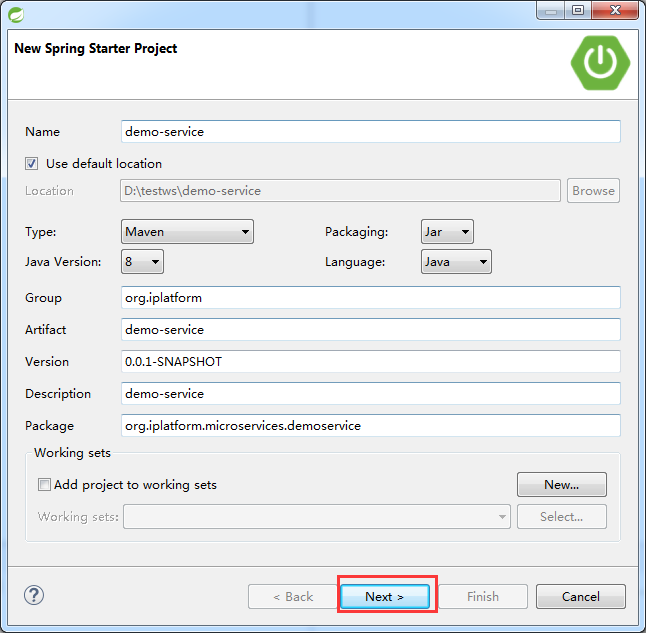 New Spring Starter Project
Name demo-service
Use default location
Location D:\testws\demo-service Browse
Type: Maven Packaging: Jar
Java Version: 8 Language: Java
Group org.iplatform
Artifact demo-service
Version 0.0.1-SNAPSHOT
Description demo-service
Package org.iplatform.microservices.demoservice
Working sets
Add project to working sets New...
Working sets: Select...
? < Back Next > Finish Cancel